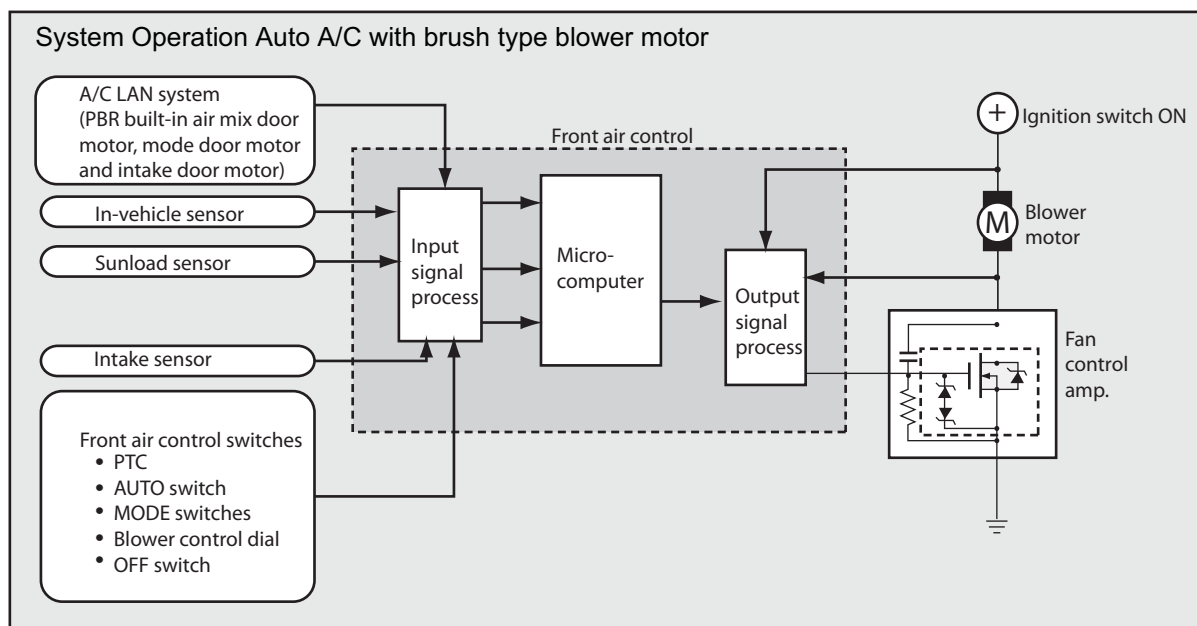 System Operation Auto A/C with brush type blower motor
A/C LAN system
(PBR built-in air mix door
motor, mode door motor
and intake door motor)
In-vehicle sensor
Sunload sensor
Intake sensor
Front air control switches
• PTC
• AUTO switch
• MODE switches
• Blower control dial
• OFF switch
Front air control
Input
signal
process
Micro-
computer
Output
signal
process
+
Ignition switch ON
M
Blower
motor
Fan
control
amp.